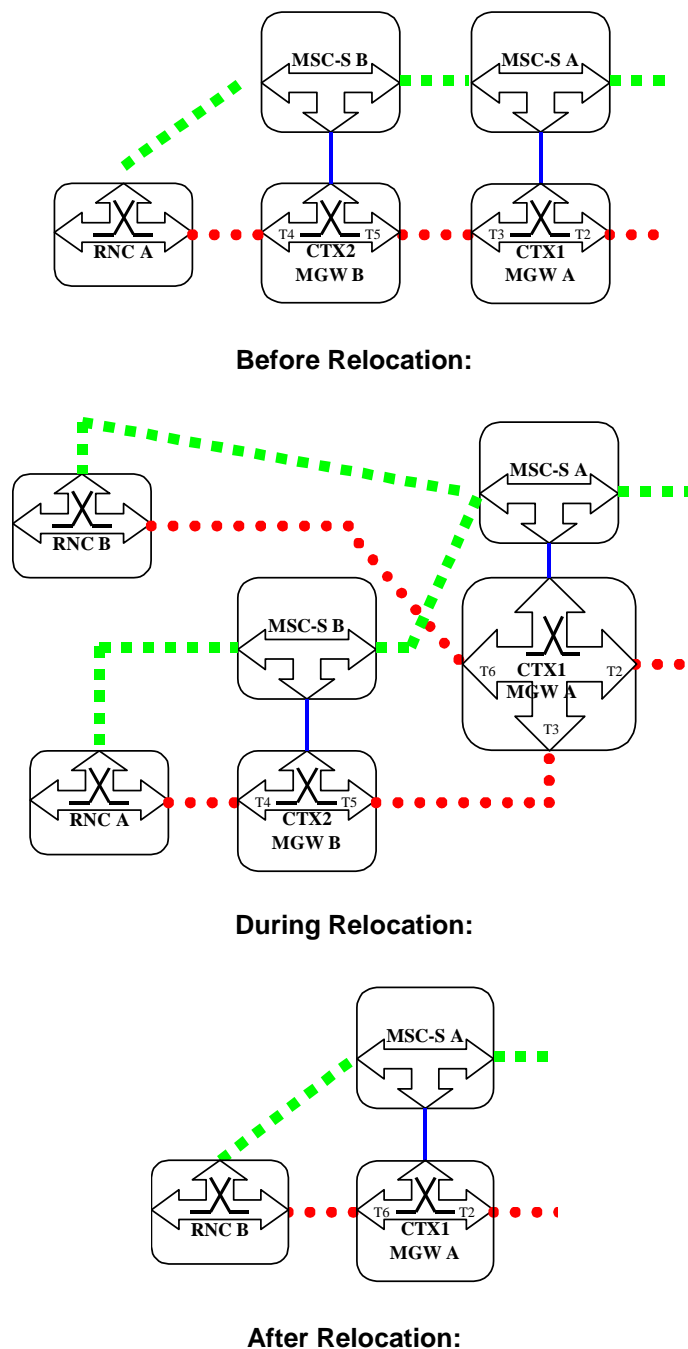 MSC-S B
MSC-S A
T4
T5
T3
T2
RNC A
CTX2
CTX1
MGW B
MGW A
Before Relocation:
MSC-S A
RNC B
MSC-S B
T6
CTX1
T2
MGW A
T3
T4
T5
RNC A
CTX2
MGW B
During Relocation:
MSC-S A
T6
T2
RNC B
CTX1
MGW A
After Relocation: